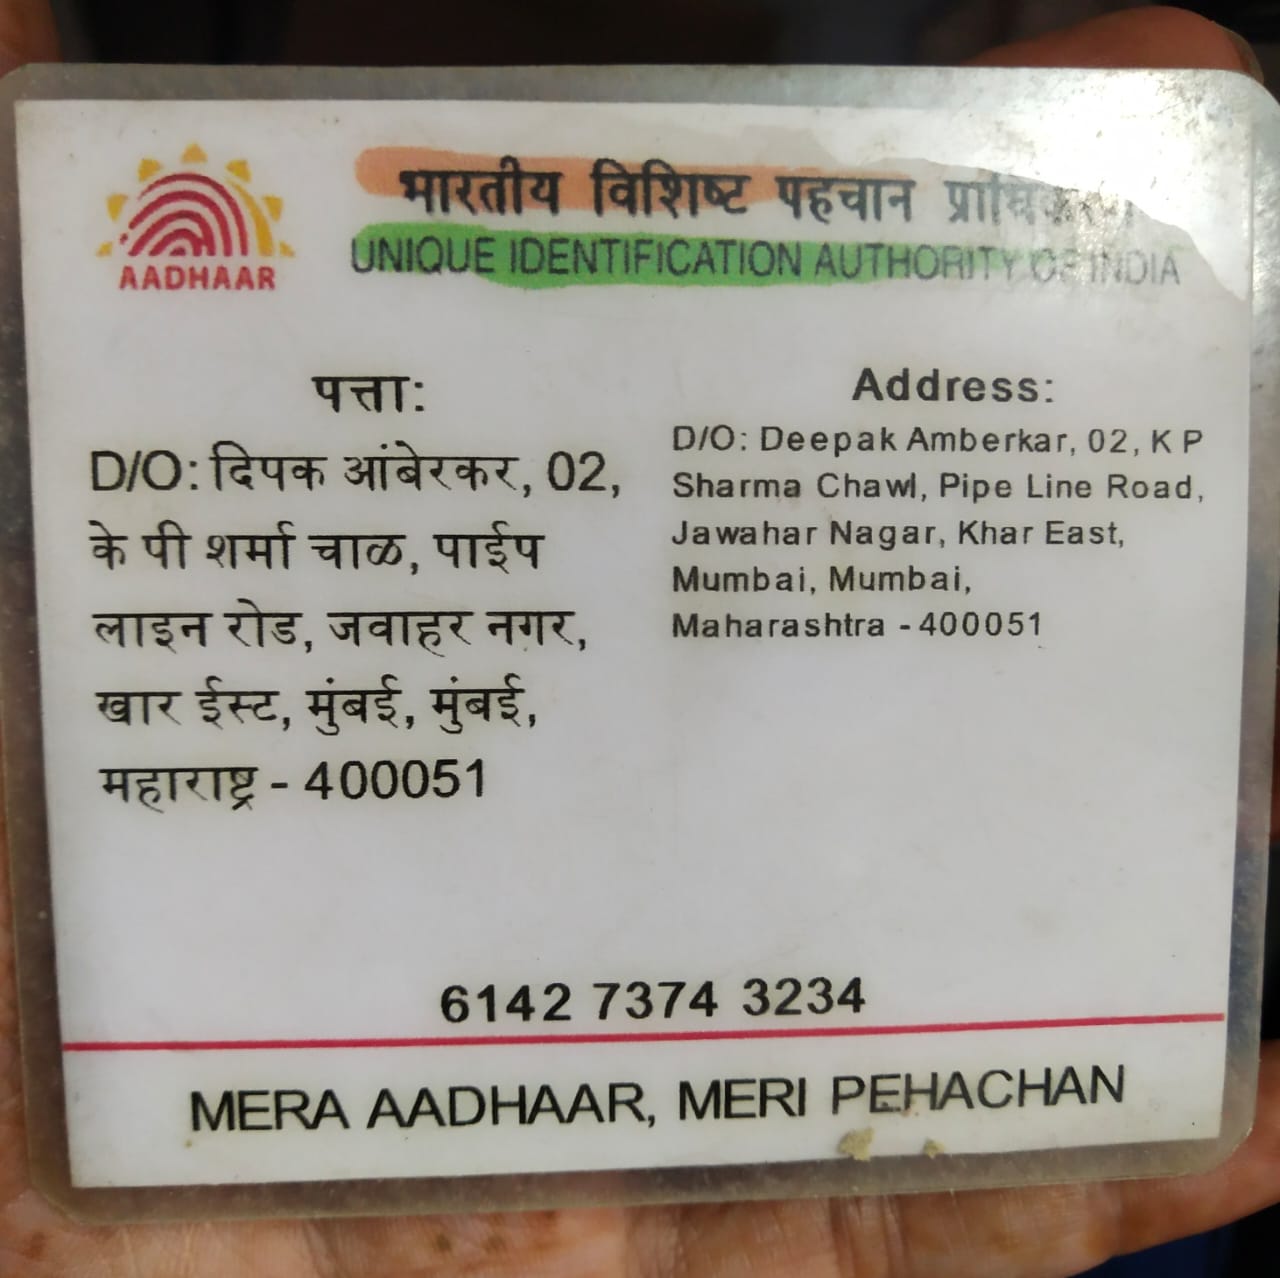 AADHAAR
भारतीय विशिष्ट पहचान प्राधिकरण
UNIQUE IDENTIFICATION AUTHORITY OF INDIA
पत्ता:
D/O: दिपक आंबेरकर, 02,
के पी शर्मा चाळ, पाईप
लाइन रोड, जवाहर नगर,
खार ईस्ट, मुंबई, मुंबई,
महाराष्ट्र - 400051
Address:
D/O: Deepak Amberkar, 02, K P
Sharma Chawl, Pipe Line Road,
Jawahar Nagar, Khar East,
Mumbai, Mumbai,
Maharashtra - 400051
6142 7374 3234
MERA AADHAAR, MERI PEHACHAN